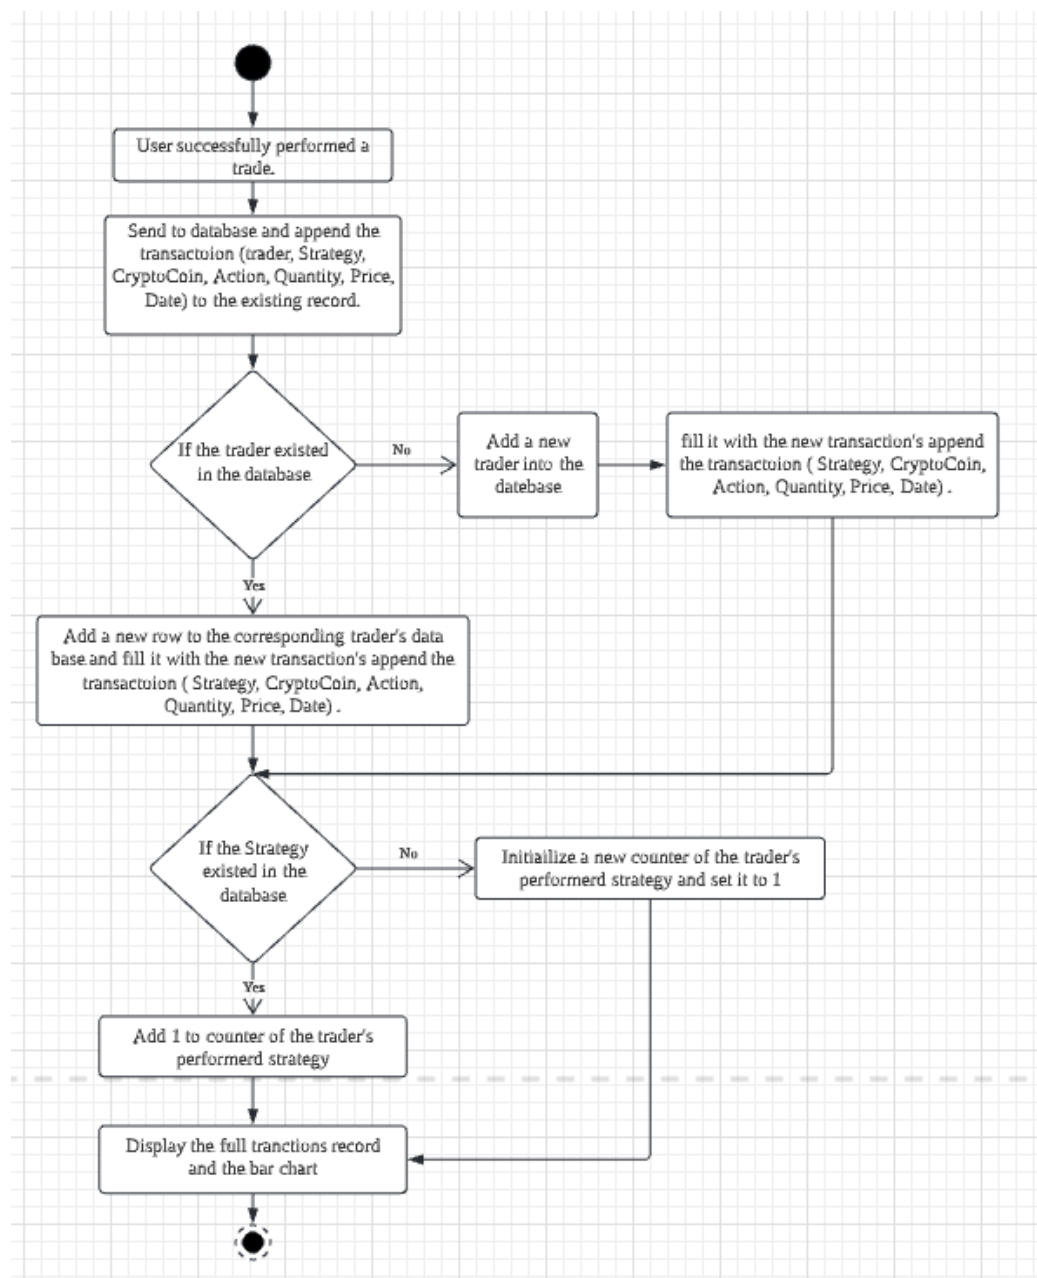 User successfully performed a
trade.
Send to database and append the
transactoion (trader, Strategy,
CryptoCoin, Action, Quantity, Price,
Date) to the existing record.
If the trader existed
in the database
No
Add a new
trader into the
datebase
fill it with the new transaction's append
the transactoion ( Strategy, CryptoCoin,
Action, Quantity, Price, Date) .
Yes
Add a new row to the corresponding trader's data
base and fill it with the new transaction's append the
transactoion ( Strategy, CryptoCoin, Action,
Quantity, Price, Date) .
If the Strategy
existed in the
database
No
Initiailize a new counter of the trader's
performerd strategy and set it to 1
Yes
Add 1 to counter of the trader's
performerd strategy
Display the full tranctions record
and the bar chart